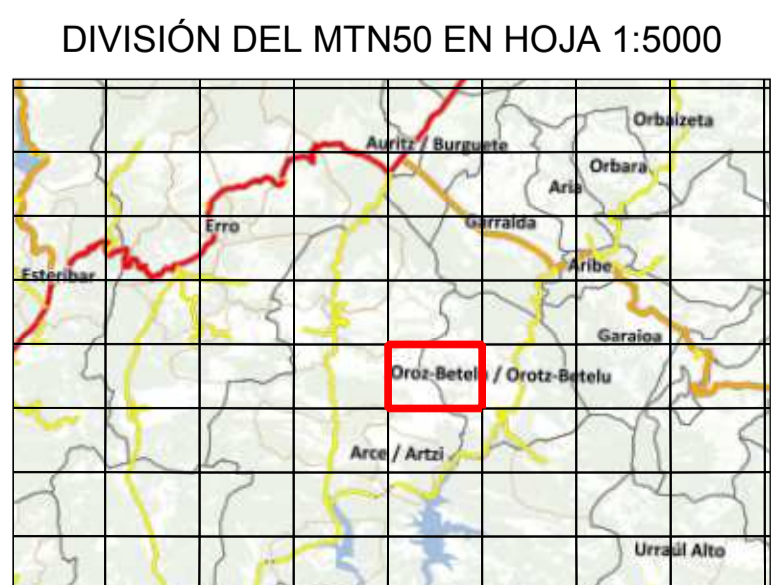 DIVISIÓN DEL MTN50 EN HOJA 1:5000
Orbaizeta
Auritz / Burguete
Orbara
Aria
Erro
Garralda
Esteribar
Aribe
Garaioa
Oroz-Betelu / Orotz-Betelu
Arce / Artzi
Urraúl Alto